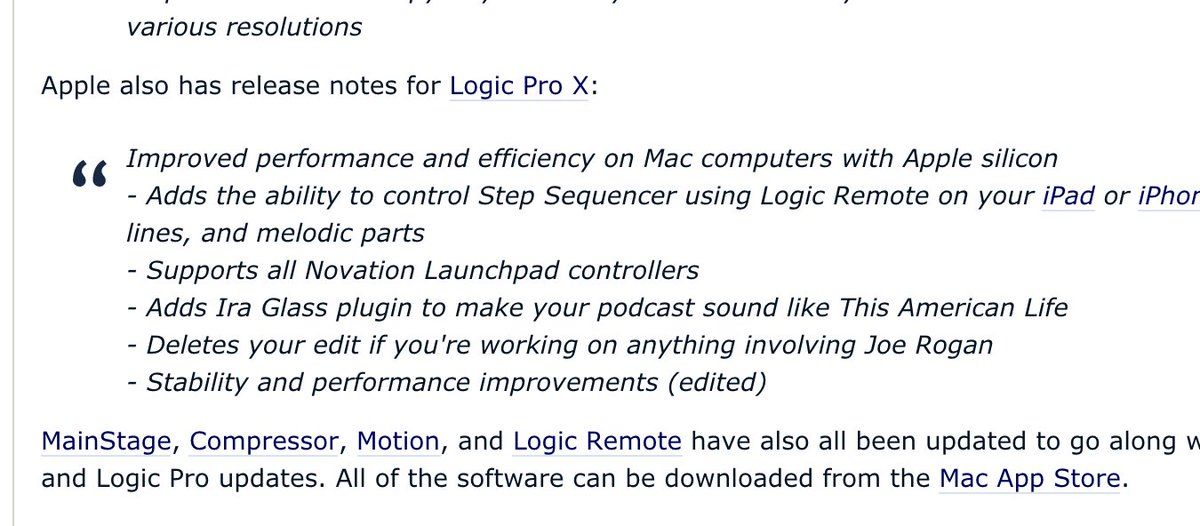 various resolutions
Apple also has release notes for Logic Pro X:
“ Improved performance and efficiency on Mac computers with Apple silicon
- Adds the ability to control Step Sequencer using Logic Remote on your iPad or
lines, and melodic parts
- Supports all Novation Launchpad controllers
- Adds Ira Glass plugin to make your podcast sound like This American Life
- Deletes your edit if you're working on anything involving Joe Rogan
- Stability and performance improvements (edited)
MainStage, Compressor, Motion, and Logic Remote have also all been updated to go along
and Logic Pro updates. All of the software can be downloaded from the Mac App Store.